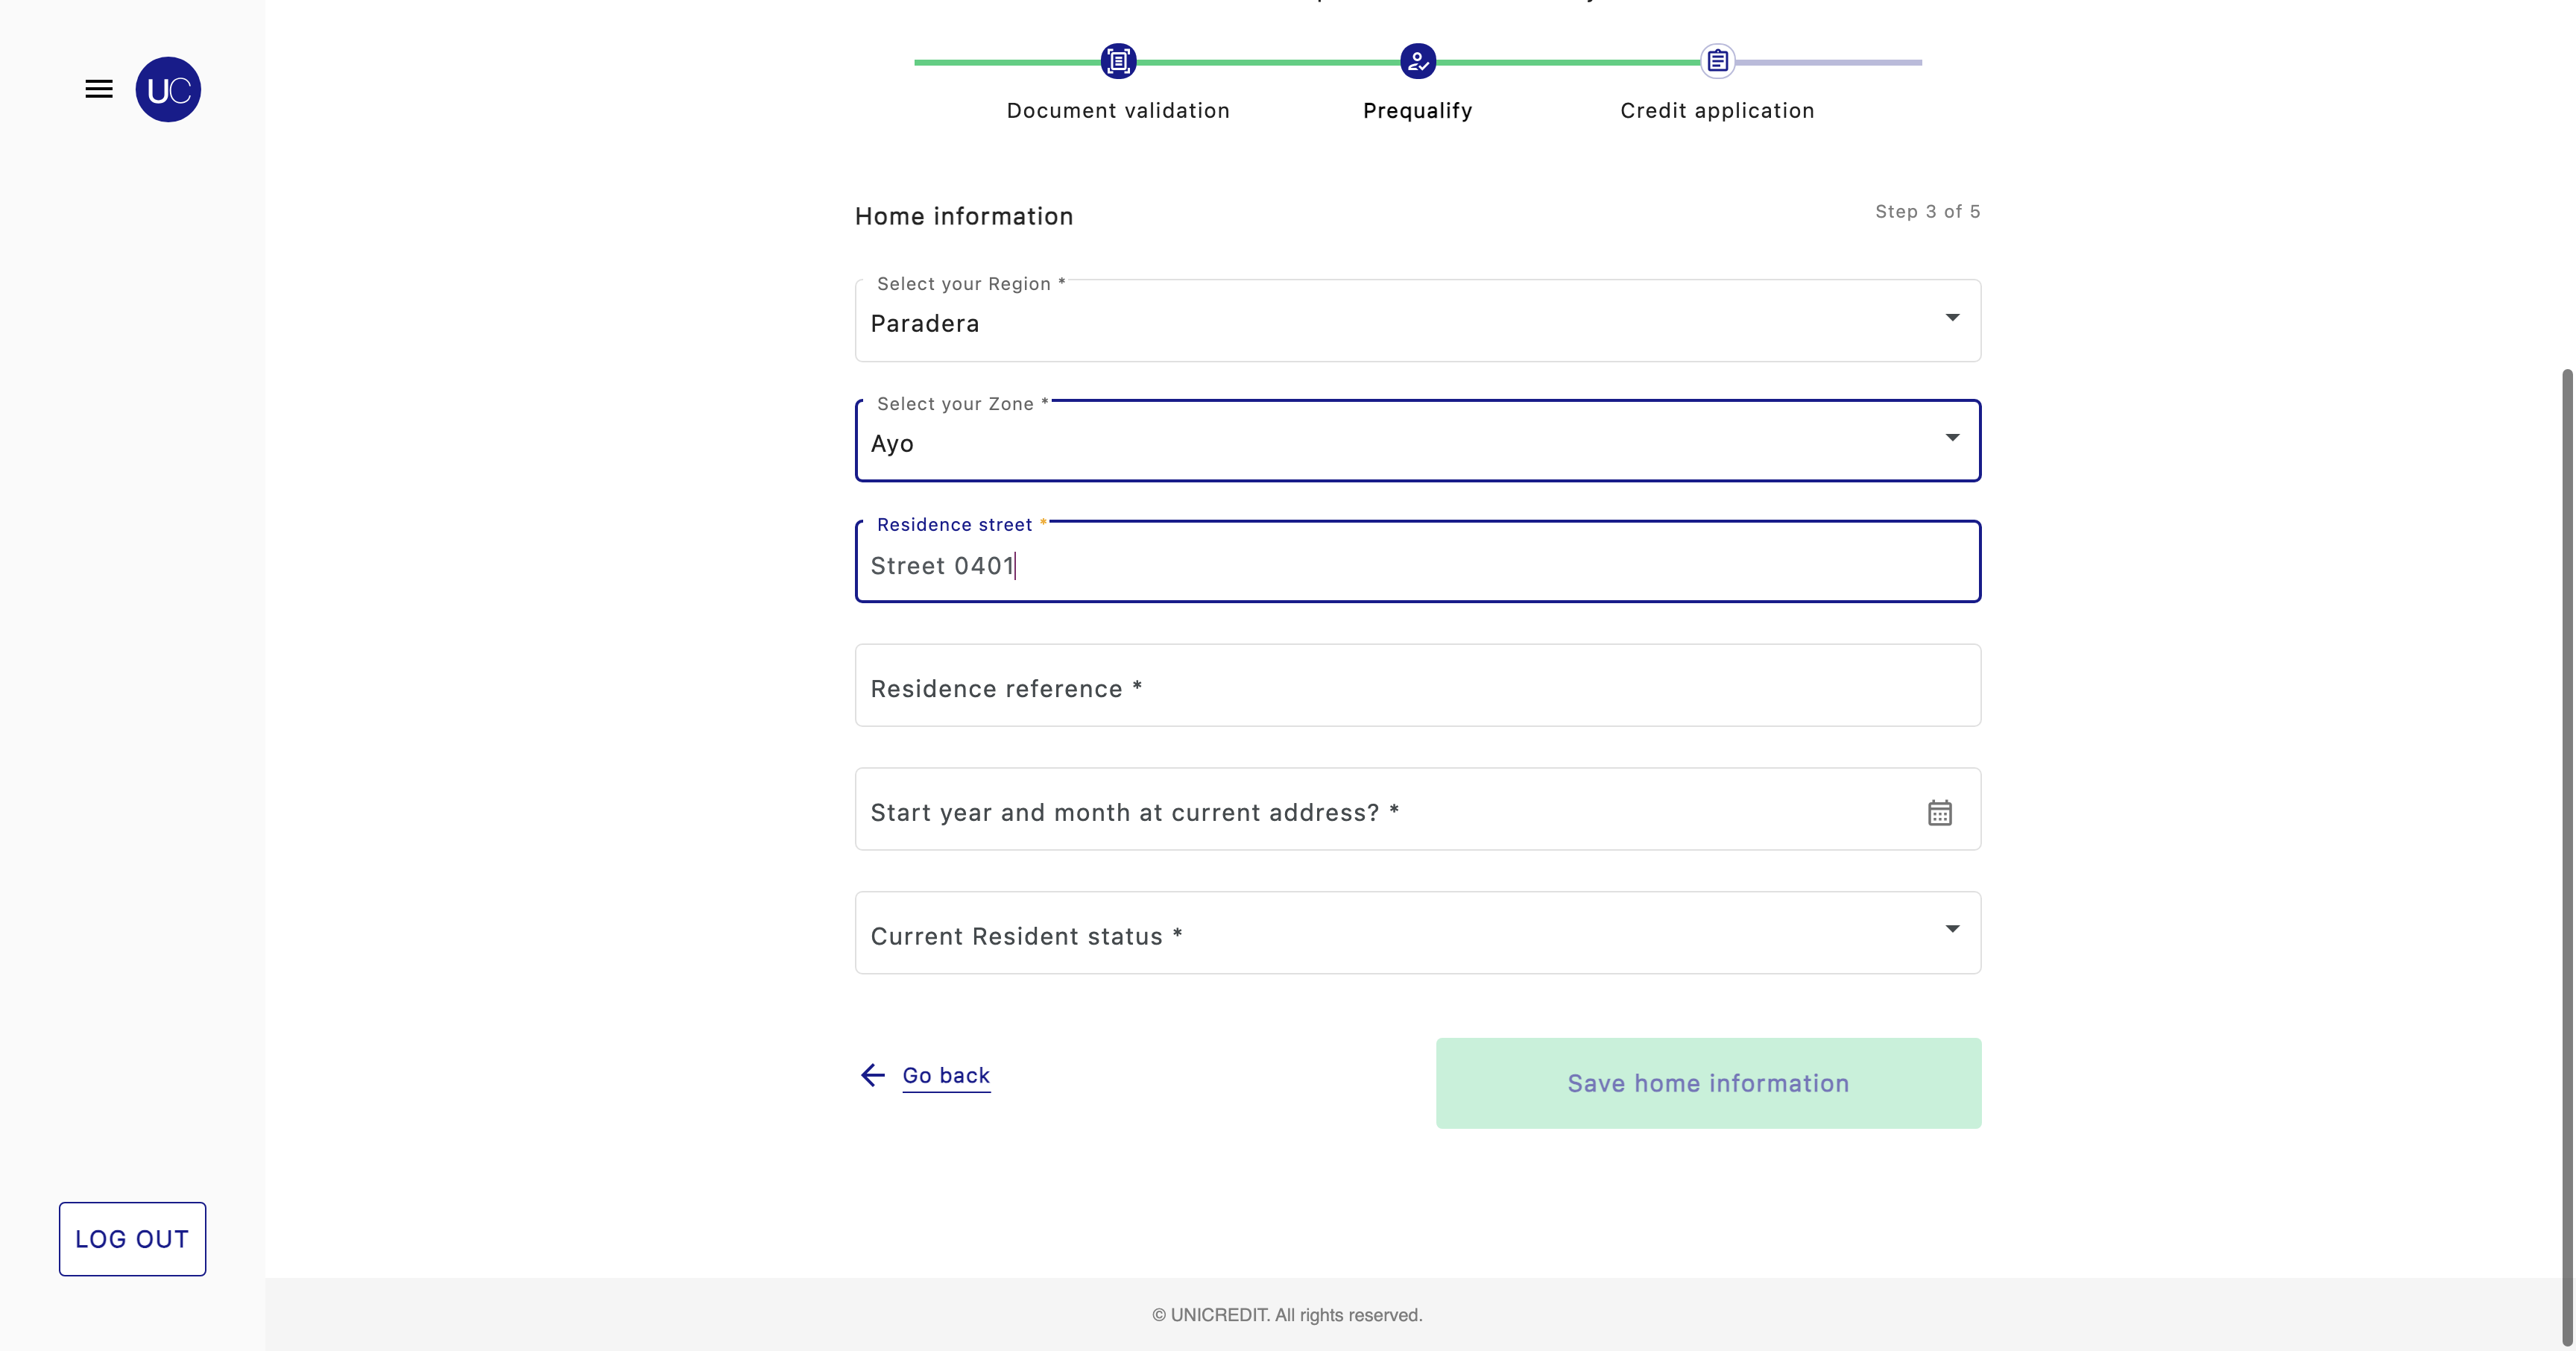 UC
Document validation
Prequalify
Credit application
Home information
Step 3 of 5
Select your Region *
Paradera
Select your Zone *
Ayo
Residence street *
Street 0401
Residence reference *
Start year and month at current address? *
Current Resident status *
Go back
Save home information
LOG OUT
© UNICREDIT. All rights reserved.